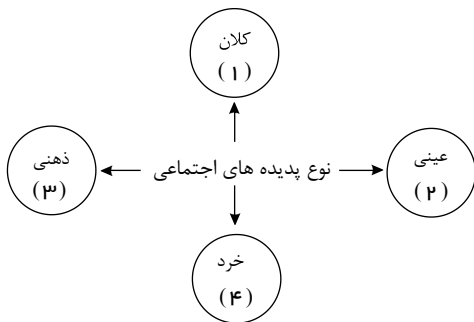 کلان
(۱)
عینی
(۲)
نوع پدیده های اجتماعی
ذهنی
(۳)
خرد
(۴)